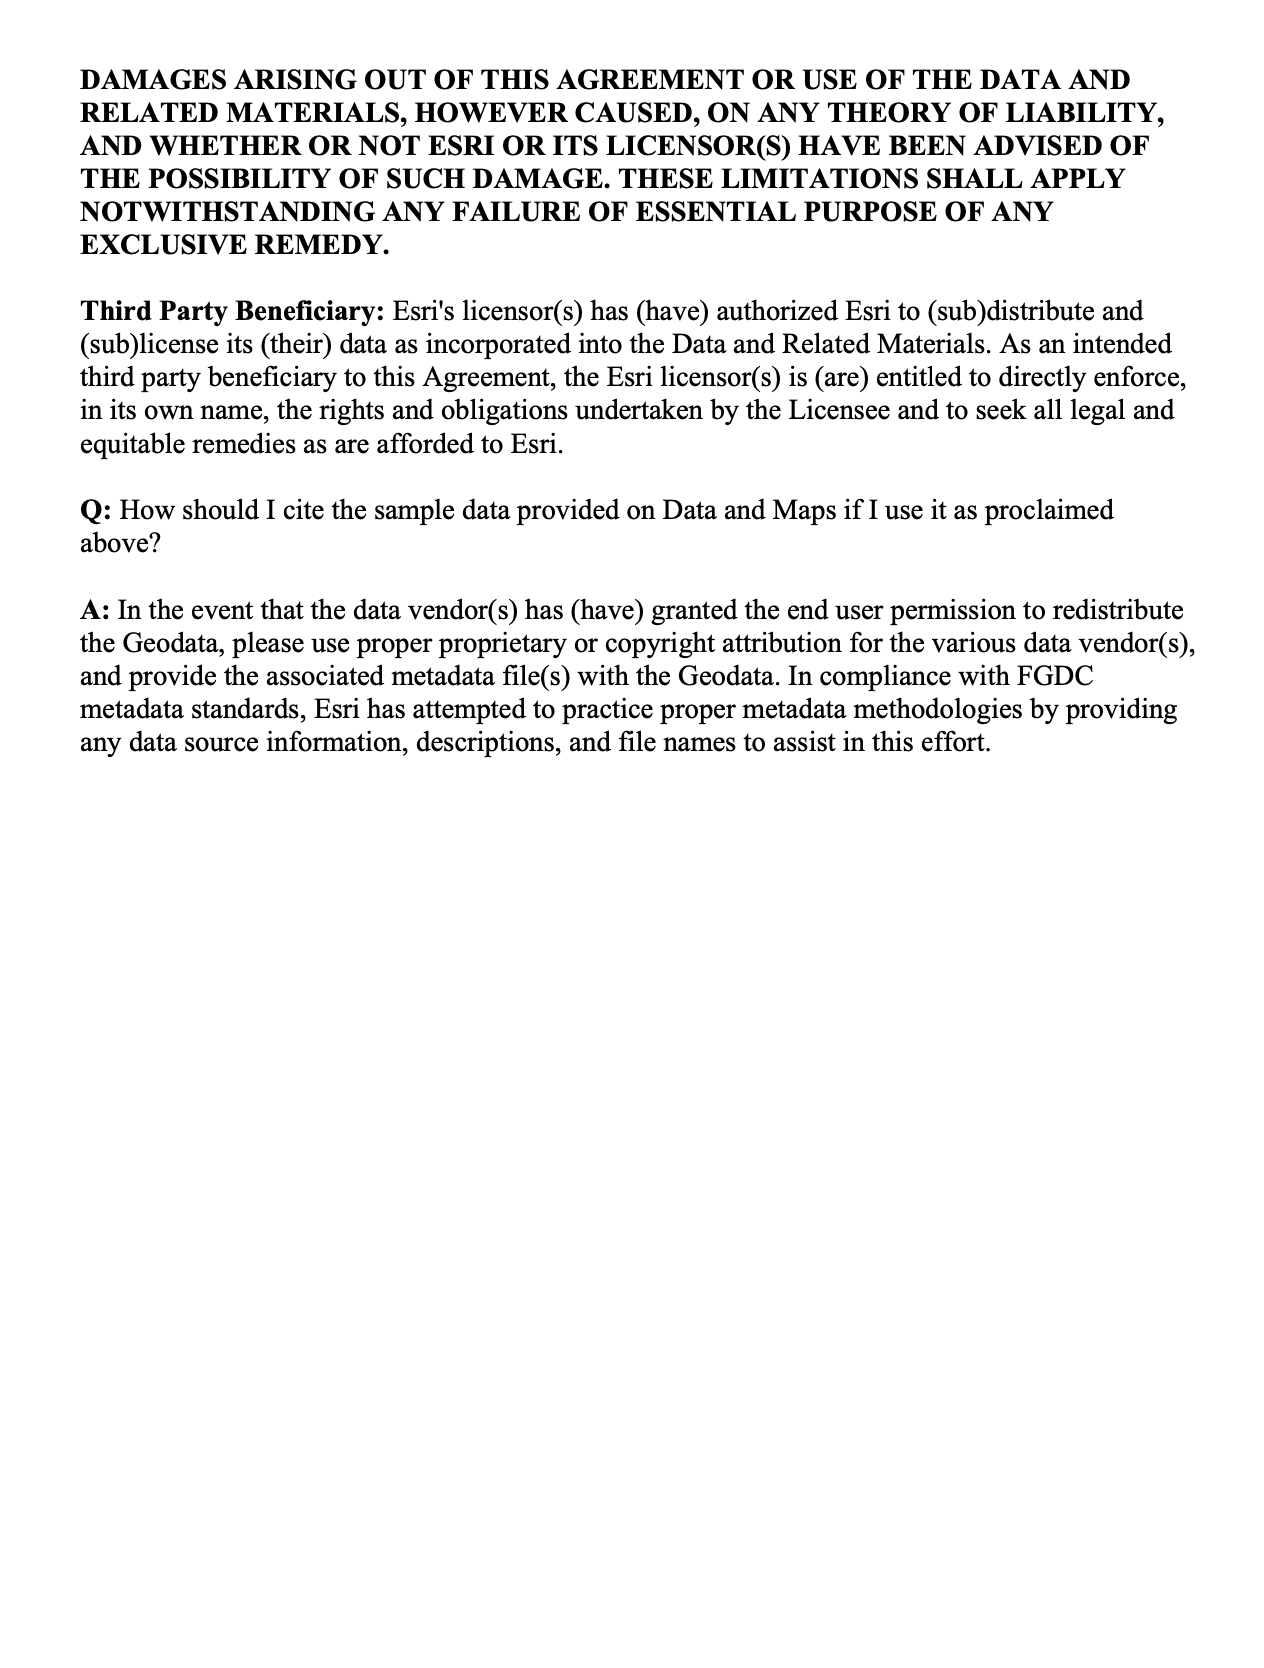 DAMAGES ARISING OUT OF THIS AGREEMENT OR USE OF THE DATA AND
RELATED MATERIALS, HOWEVER CAUSED, ON ANY THEORY OF LIABILITY,
AND WHETHER OR NOT ESRI OR ITS LICENSOR(S) HAVE BEEN ADVISED OF
THE POSSIBILITY OF SUCH DAMAGE. THESE LIMITATIONS SHALL APPLY
NOTWITHSTANDING ANY FAILURE OF ESSENTIAL PURPOSE OF ANY
EXCLUSIVE REMEDY.
Third Party Beneficiary: Esri's licensor(s) has (have) authorized Esri to (sub)distribute and
(sub)license its (their) data as incorporated into the Data and Related Materials. As an intended
third party beneficiary to this Agreement, the Esri licensor(s) is (are) entitled to directly enforce,
in its own name, the rights and obligations undertaken by the Licensee and to seek all legal and
equitable remedies as are afforded to Esri.
Q: How should I cite the sample data provided on Data and Maps if I use it as proclaimed
above?
A: In the event that the data vendor(s) has (have) granted the end user permission to redistribute
the Geodata, please use proper proprietary or copyright attribution for the various data vendor(s),
and provide the associated metadata file(s) with the Geodata. In compliance with FGDC
metadata standards, Esri has attempted to practice proper metadata methodologies by providing
any data source information, descriptions, and file names to assist in this effort.